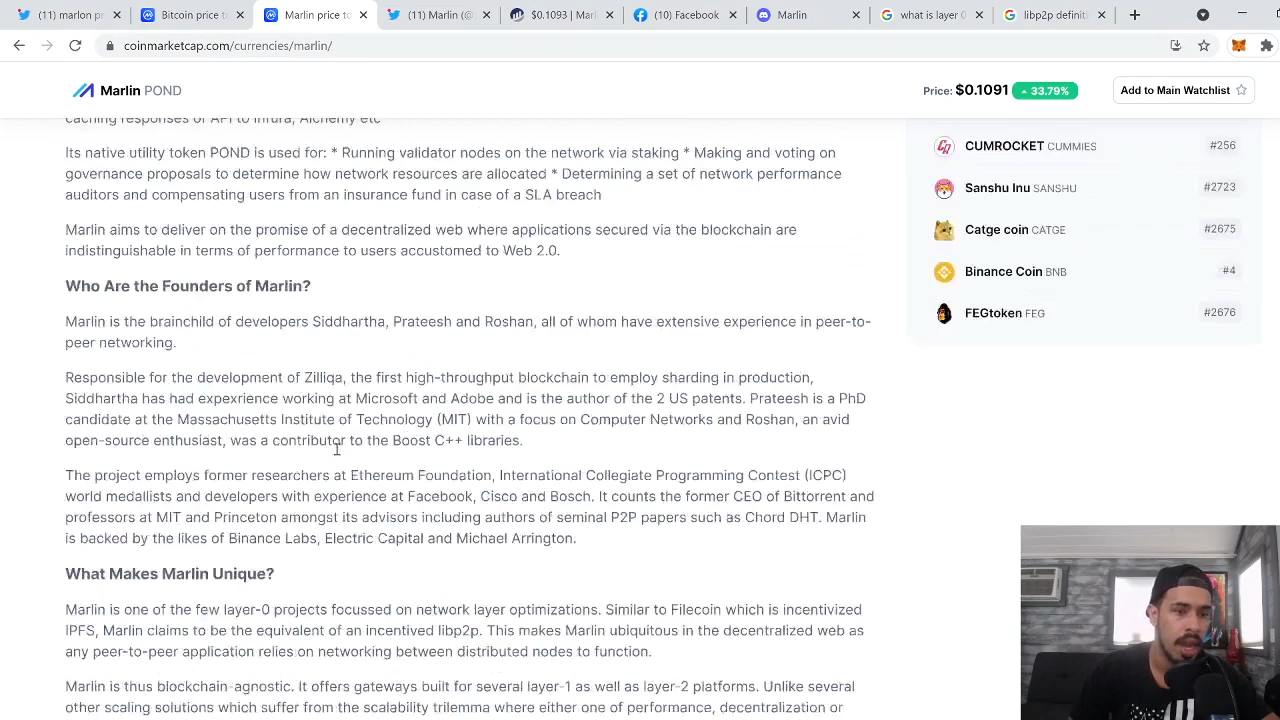 (11) marlin pr
Bitcoin price t
Marlin price to
(11) Marlin (@
$0.1093 | Mar
(10) Facebook
Marlin
what is layer 0
libp2p definit
coinmarketcap.com/currencies/marlin/
Marlin POND
Price: $0.1091 33.79%
Add to Main Watchlist
caching responses of API to Infura, Alchemy etc
Its native utility token POND is used for: * Running validator nodes on the network via staking * Making and voting on
governance proposals to determine how network resources are allocated * Determining a set of network performance
auditors and compensating users from an insurance fund in case of a SLA breach
Marlin aims to deliver on the promise of a decentralized web where applications secured via the blockchain are
indistinguishable in terms of performance to users accustomed to Web 2.0.
Who Are the Founders of Marlin?
Marlin is the brainchild of developers Siddhartha, Prateesh and Roshan, all of whom have extensive experience in peer-to-
peer networking.
Responsible for the development of Zilliqa, the first high-throughput blockchain to employ sharding in production,
Siddhartha has had expexrience working at Microsoft and Adobe and is the author of the 2 US patents. Prateesh is a PhD
candidate at the Massachusetts Institute of Technology (MIT) with a focus on Computer Networks and Roshan, an avid
open-source enthusiast, was a contributor to the Boost C++ libraries.
The project employs former researchers at Ethereum Foundation, International Collegiate Programming Contest (ICPC)
world medallists and developers with experience at Facebook, Cisco and Bosch. It counts the former CEO of Bittorrent and
professors at MIT and Princeton amongst its advisors including authors of seminal P2P papers such as Chord DHT. Marlin
is backed by the likes of Binance Labs, Electric Capital and Michael Arrington.
What Makes Marlin Unique?
Marlin is one of the few layer-0 projects focussed on network layer optimizations. Similar to Filecoin which is incentivized
IPFS, Marlin claims to be the equivalent of an incentived libp2p. This makes Marlin ubiquitous in the decentralized web as
any peer-to-peer application relies on networking between distributed nodes to function.
Marlin is thus blockchain-agnostic. It offers gateways built for several layer-1 as well as layer-2 platforms. Unlike several
other scaling solutions which suffer from the scalability trilemma where either one of performance, decentralization or
CUMROCKET CUMMIES #256
Sanshu Inu SANSHU #2723
Catge coin CATGE #2675
Binance Coin BNB #4
FEGtoken FEG #2676